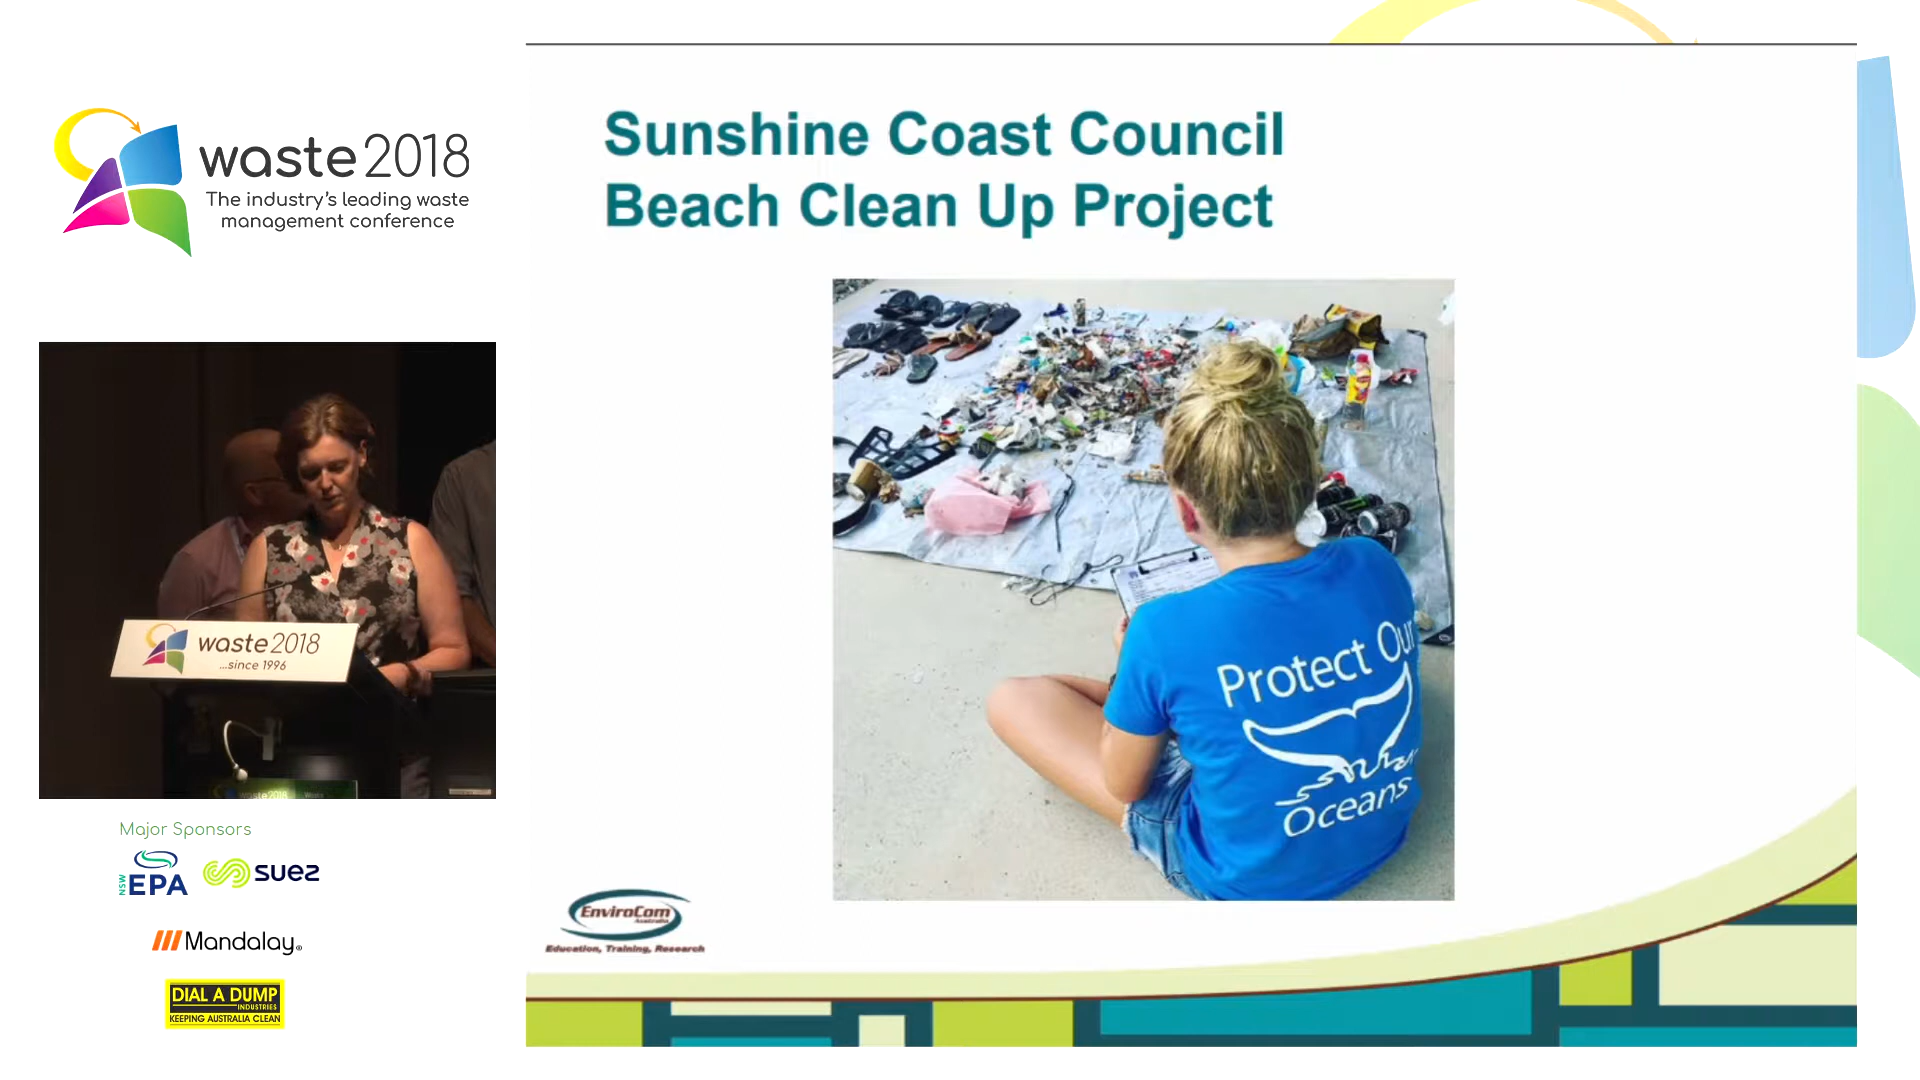 waste2018
The industry's leading waste
management conference
Sunshine Coast Council
Beach Clean Up Project
Protect Our
Oceans
waste2018
...since 1996
waste2018
Major Sponsors
NSW
EPA
suez
Mandalay®
DIAL A DUMP
INDUSTRIES
KEEPING AUSTRALIA CLEAN
EnviroCom
Australia
Education, Training, Research